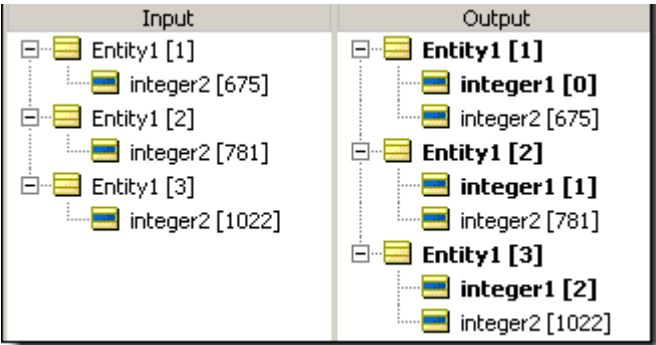 Input
Entity1 [1]
integer2 [675]
Entity1 [2]
integer2 [781]
Entity1 [3]
integer2 [1022]
Output
Entity1 [1]
integer1 [0]
integer2 [675]
Entity1 [2]
integer1 [1]
integer2 [781]
Entity1 [3]
integer1 [2]
integer2 [1022]